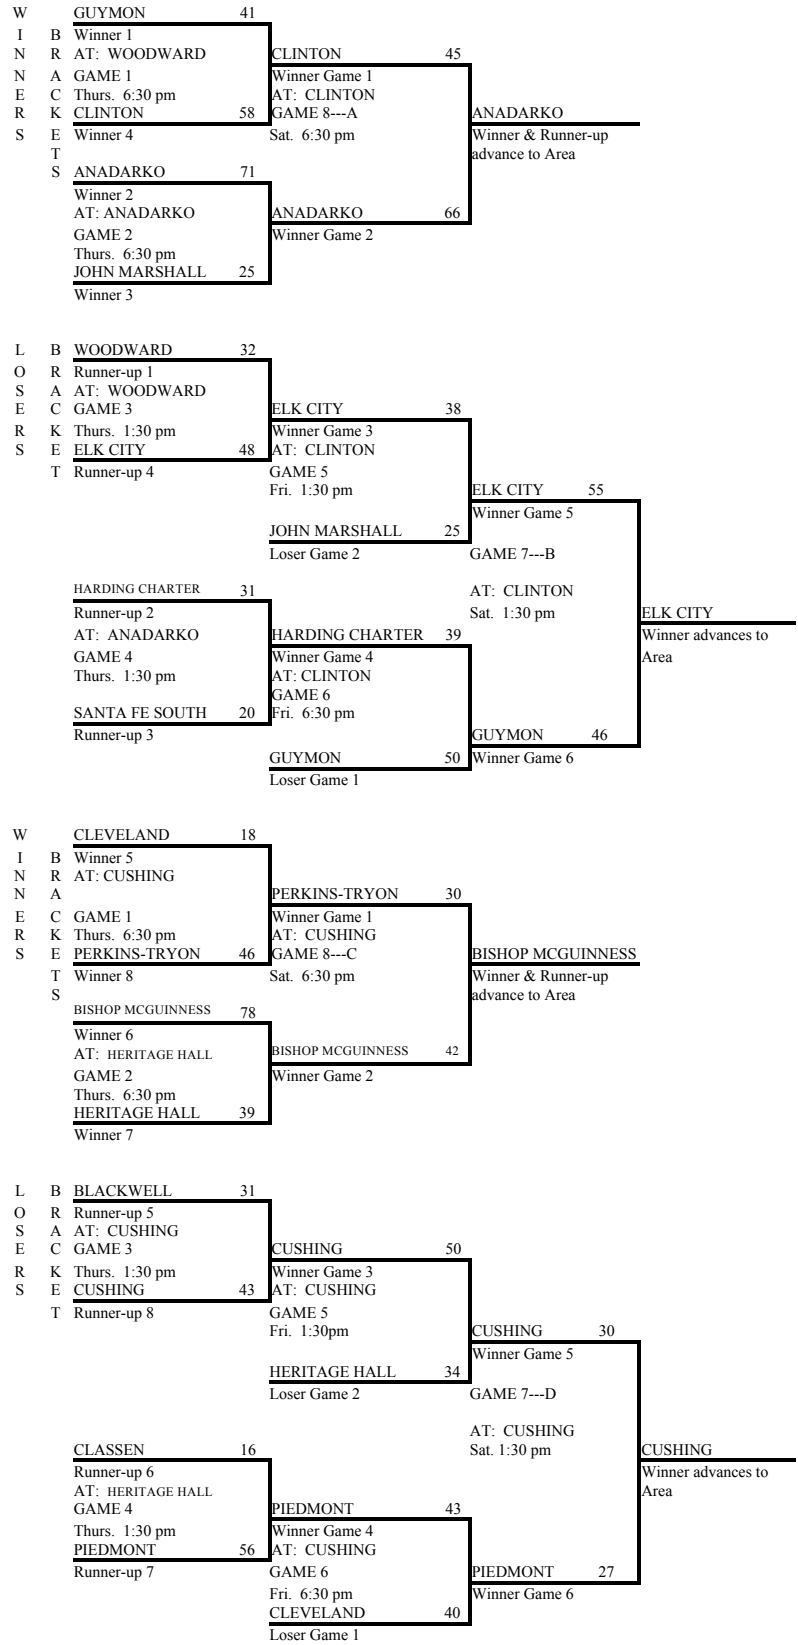 W GUYMON 41
I B Winner 1
N R AT: WOODWARD CLINTON 45
N A GAME 1 Winner Game 1
E C Thurs. 6:30 pm AT: CLINTON
R K CLINTON 58 GAME 8---A ANADARKO
S E Winner 4 Sat. 6:30 pm Winner & Runner-up
T advance to Area
S ANADARKO 71
Winner 2
AT: ANADARKO ANADARKO 66
GAME 2 Winner Game 2
Thurs. 6:30 pm
JOHN MARSHALL 25
Winner 3
L B WOODWARD 32
O R Runner-up 1
S A AT: WOODWARD
E C GAME 3 ELK CITY 38
R K Thurs. 1:30 pm Winner Game 3
S E ELK CITY 48 AT: CLINTON
T Runner-up 4 GAME 5
Fri. 1:30 pm ELK CITY 55
Winner Game 5
JOHN MARSHALL 25
Loser Game 2 GAME 7---B
HARDING CHARTER 31 AT: CLINTON
Runner-up 2 Sat. 1:30 pm ELK CITY
AT: ANADARKO HARDING CHARTER 39 Winner advances to
GAME 4 Winner Game 4 Area
Thurs. 1:30 pm AT: CLINTON
GAME 6
SANTA FE SOUTH 20 Fri. 6:30 pm
Runner-up 3 GUYMON 46
GUYMON 50 Winner Game 6
Loser Game 1
W CLEVELAND 18
I B Winner 5
N R AT: CUSHING
N A PERKINS-TRYON 30
E C GAME 1 Winner Game 1
R K Thurs. 6:30 pm AT: CUSHING
S E PERKINS-TRYON 46 GAME 8---C BISHOP MCGUINNESS
T Winner 8 Sat. 6:30 pm Winner & Runner-up
S advance to Area
BISHOP MCGUINNESS 78
Winner 6
AT: HERITAGE HALL BISHOP MCGUINNESS 42
GAME 2 Winner Game 2
Thurs. 6:30 pm
HERITAGE HALL 39
Winner 7
L B BLACKWELL 31
O R Runner-up 5
S A AT: CUSHING
E C GAME 3 CUSHING 50
R K Thurs. 1:30 pm Winner Game 3
S E CUSHING 43 AT: CUSHING
T Runner-up 8 GAME 5
Fri. 1:30pm CUSHING 30
Winner Game 5
HERITAGE HALL 34
Loser Game 2 GAME 7---D
AT: CUSHING
CLASSEN 16 Sat. 1:30 pm CUSHING
Runner-up 6 Winner advances to
AT: HERITAGE HALL Area
GAME 4 PIEDMONT 43
Thurs. 1:30 pm Winner Game 4
PIEDMONT 56 AT: CUSHING
Runner-up 7 GAME 6 PIEDMONT 27
Fri. 6:30 pm Winner Game 6
CLEVELAND 40
Loser Game 1